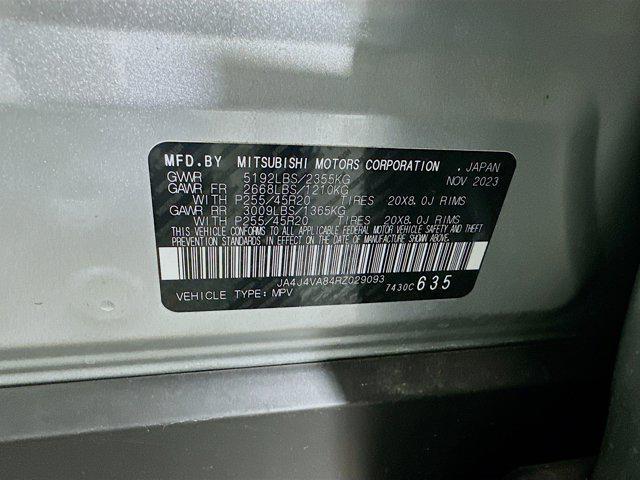 MFD.BY MITSUBISHI MOTORS CORPORATION , JAPAN
GVWR 5192LBS/2355KG NOV 2023
GAWR FR 2668LBS/1210KG
WITH P255/45R20 TIRES 20X8.0J RIMS
GAWR RR 3009LBS/1365KG
WITH P255/45R20 TIRES 20X8.0J RIMS
THIS VEHICLE CONFORMS TO ALL APPLICABLE FEDERAL MOTOR VEHICLE SAFETY AND THEFT
PREVENTION STANDARDS IN EFFECT ON THE DATE OF MANUFACTURE SHOWN ABOVE.
JA4J4VA84RZ029093
VEHICLE TYPE: MPV 7430C 635